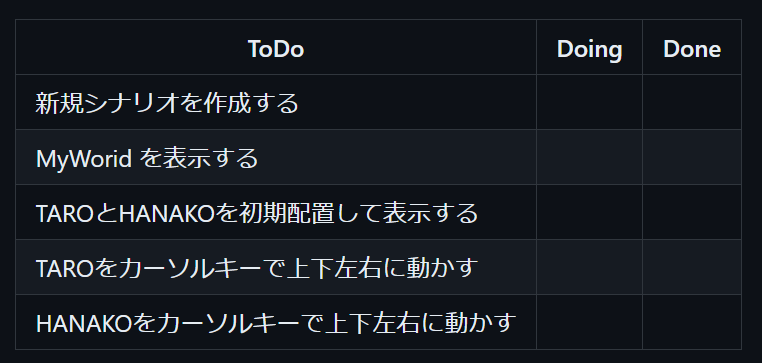 ToDo Doing Done
新規シナリオを作成する
MyWorid を表示する
TAROとHANAKOを初期配置して表示する
TAROをカーソルキーで上下左右に動かす
HANAKOをカーソルキーで上下左右に動かす